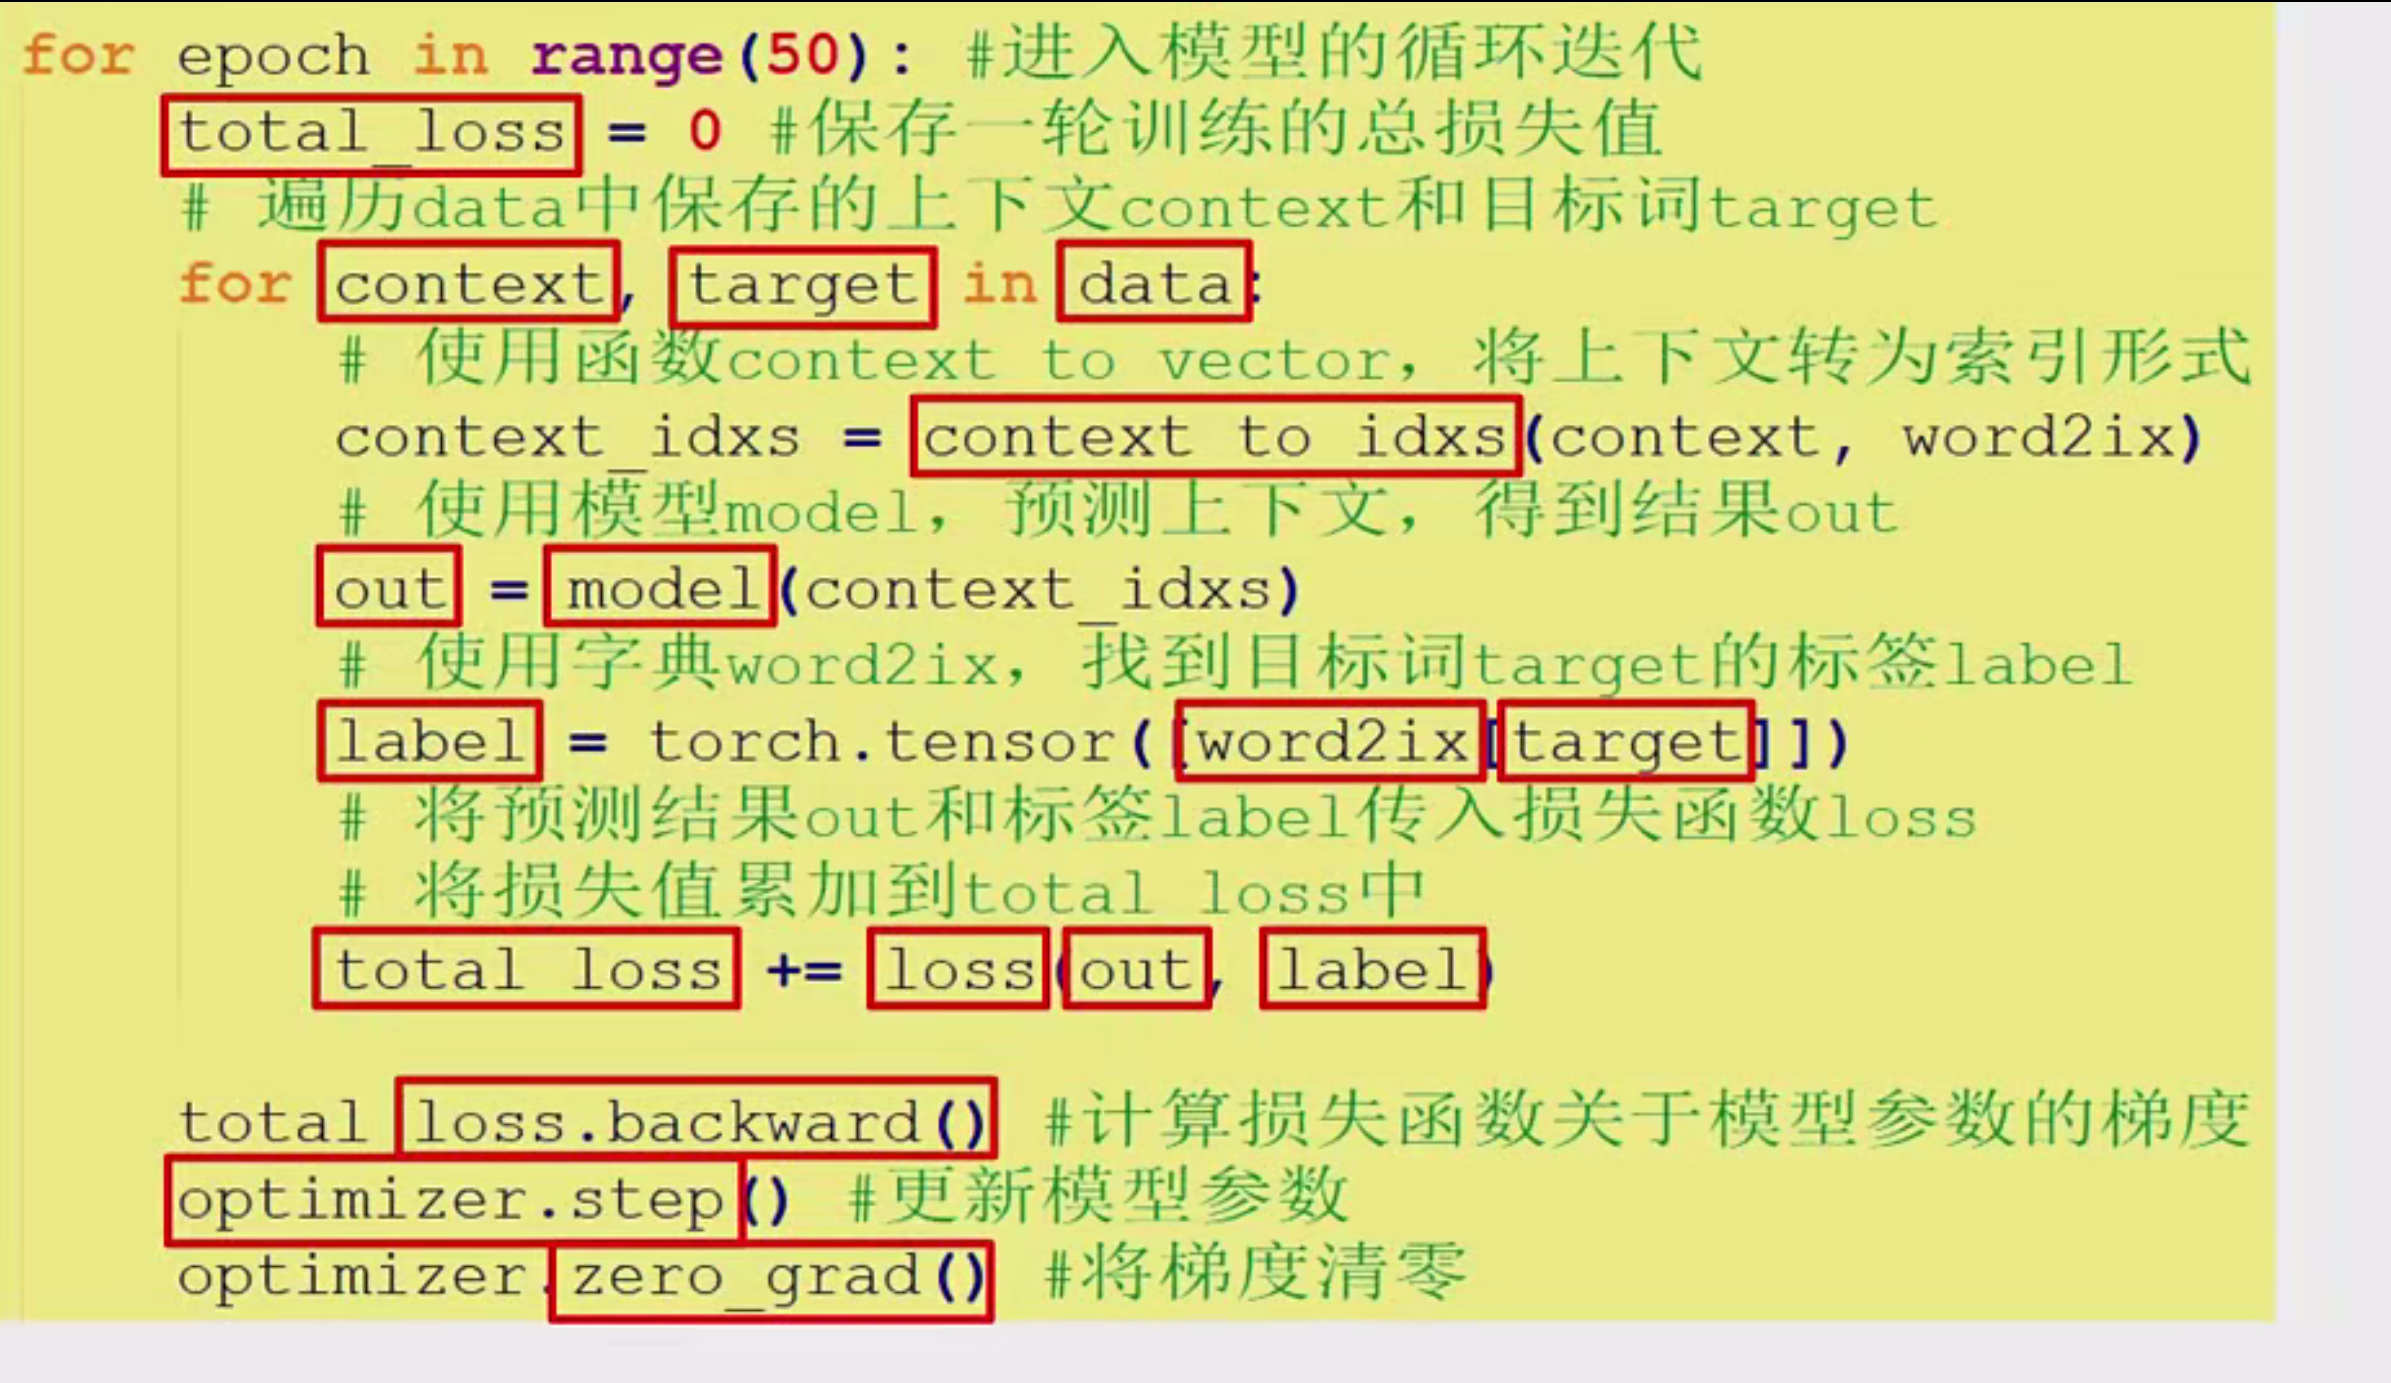 for epoch in range(50): #进入模型的循环迭代
total_loss = 0 #保存一轮训练的总损失值
# 遍历data中保存的上下文context和目标词target
for context, target in data:
# 使用函数context to vector，将上下文转为索引形式
context_idxs = context to idxs(context, word2ix)
# 使用模型model，预测上下文，得到结果out
out = model(context_idxs)
# 使用字典word2ix，找到目标词target的标签label
label = torch.tensor([word2ix[target]])
# 将预测结果out和标签label传入损失函数loss
# 将损失值累加到total loss中
total loss += loss(out, label)
total loss.backward() #计算损失函数关于模型参数的梯度
optimizer.step() #更新模型参数
optimizer.zero_grad() #将梯度清零